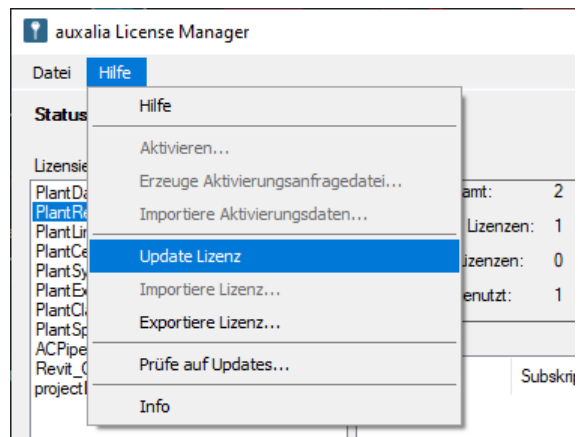 auxalia License Manager
Datei Hilfe
Status
Hilfe
Aktivieren...
Erzeuge Aktivierungsanfragedatei...
Importiere Aktivierungsdaten...
Update Lizenz
Importiere Lizenz...
Exportiere Lizenz...
Prüfe auf Updates...
Info
Lizensie
PlantDa
PlantRe
PlantLin
PlantCe
PlantSy
PlantEx
PlantCla
PlantSp
ACPipe
Revit_C
project
amt: 2
Lizenzen: 1
izenzen: 0
enutzt: 1
Subskrip